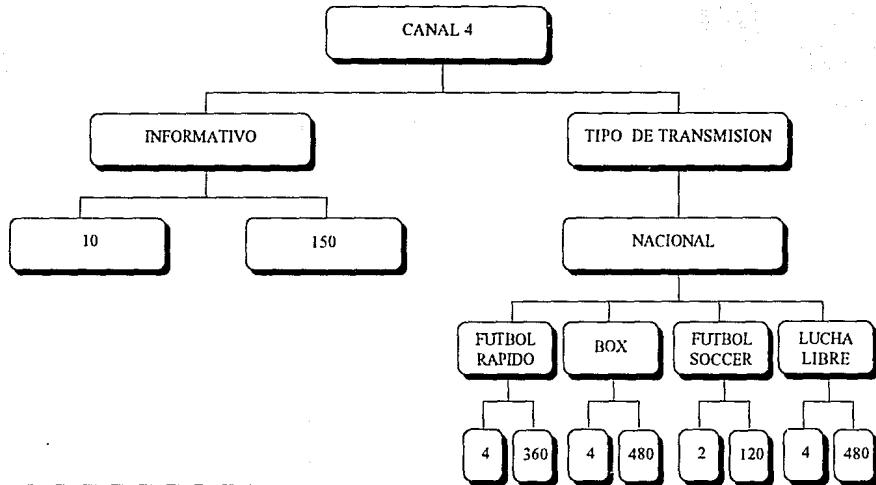 CANAL 4
INFORMATIVO
TIPO DE TRANSMISION
10
150
NACIONAL
FUTBOL
RAPIDO
BOX
FUTBOL
SOCCER
LUCHA
LIBRE
4
360
4
480
2
120
4
480